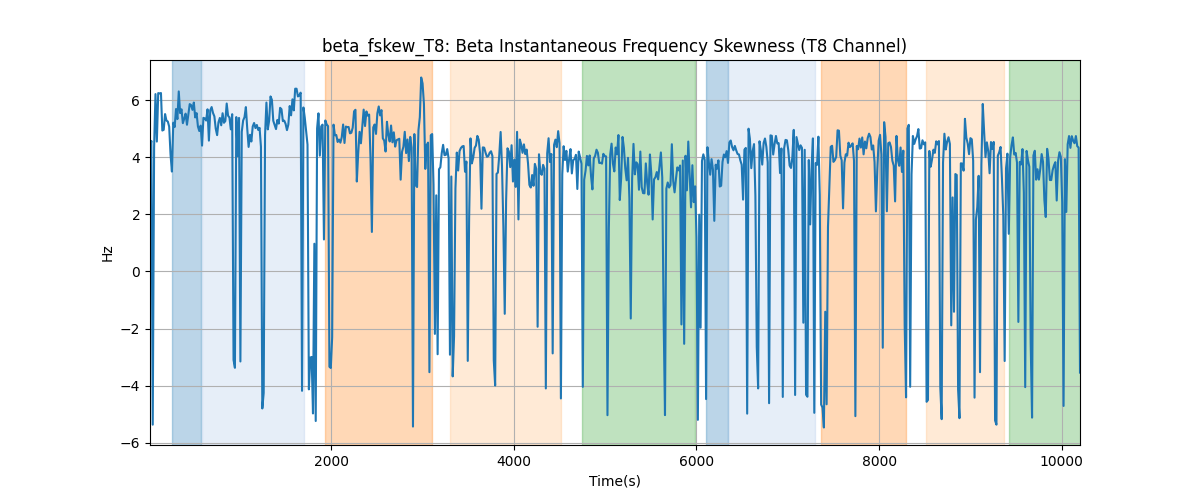 beta_fskew_T8: Beta Instantaneous Frequency Skewness (T8 Channel)
6
4
2
0
−2
−4
−6
Hz
2000 4000 6000 8000 10000
Time(s)